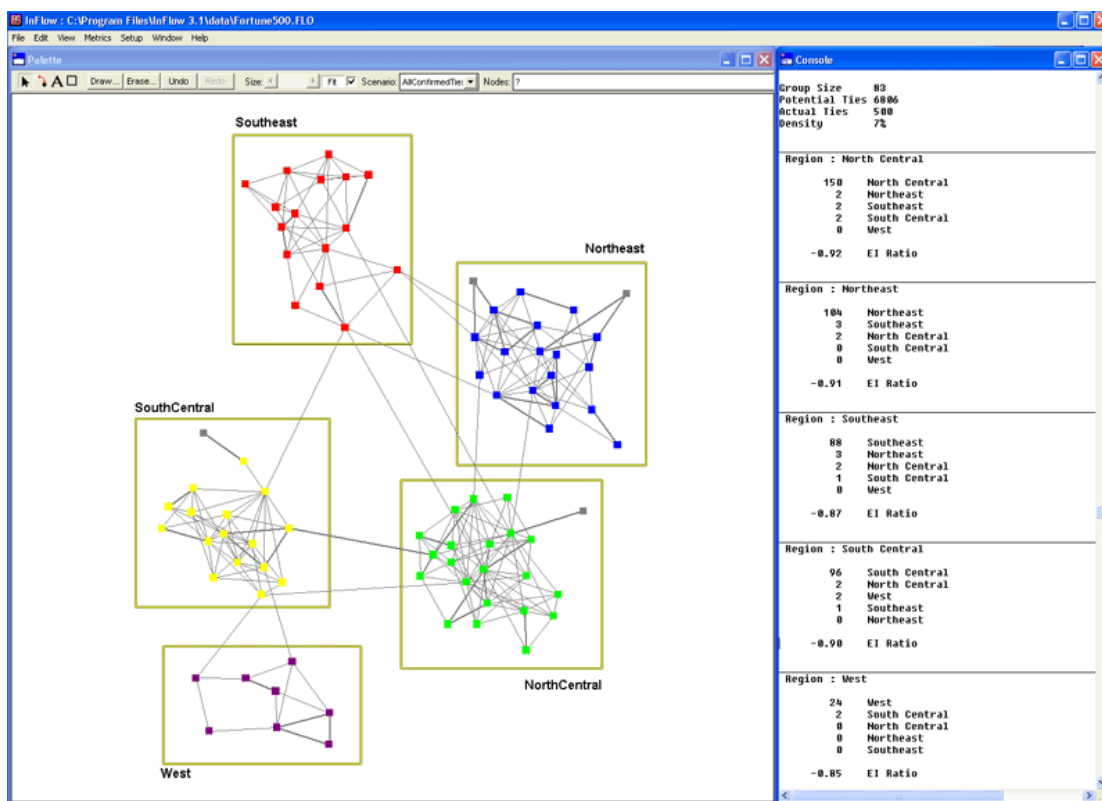 InFlow : C:\Program Files\InFlow 3.1\data\Fortune500.FLO
File Edit View Metrics Setup Window Help
Palette
A Draw... Erase... Undo Redo Size: Fit Scenario: AllConfirmedTies Nodes: ?
Southeast
Northeast
SouthCentral
NorthCentral
West
Console
Group Size 83
Potential Ties 6806
Actual Ties 500
Density 7%
Region : North Central
150 North Central
2 Northeast
2 Southeast
2 South Central
0 West
-0.92 EI Ratio
Region : Northeast
104 Northeast
3 Southeast
2 North Central
0 South Central
0 West
-0.91 EI Ratio
Region : Southeast
88 Southeast
3 Northeast
2 North Central
1 South Central
0 West
-0.87 EI Ratio
Region : South Central
96 South Central
2 North Central
2 West
1 Southeast
0 Northeast
-0.90 EI Ratio
Region : West
24 West
2 South Central
0 North Central
0 Northeast
0 Southeast
-0.85 EI Ratio